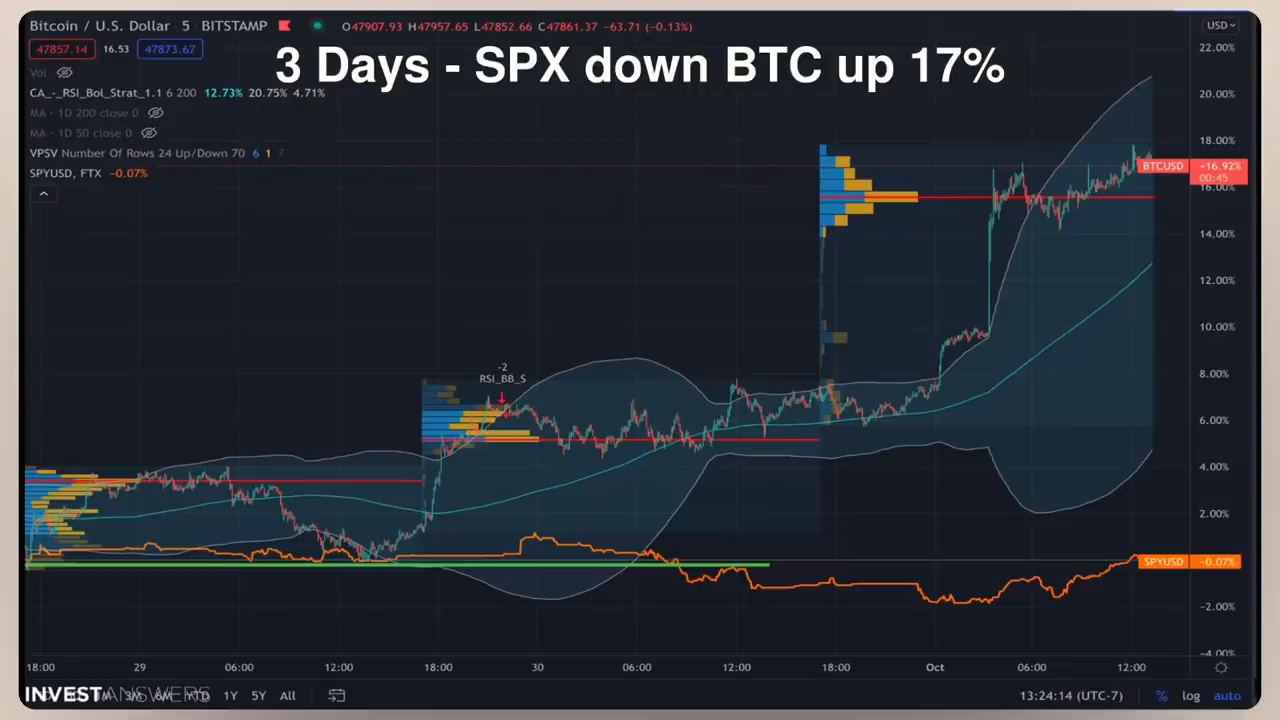 Bitcoin / U.S. Dollar 5 BITSTAMP O47907.93 H47957.65 L47852.66 C47861.37 -63.71 (-0.13%)
USD
47857.14 16.53 47873.67
3 Days - SPX down BTC up 17%
Vol
CA_-_RSI_Bol_Strat_1.1 6 200 12.73% 20.75% 4.71%
MA - 1D 200 close 0
MA - 1D 50 close 0
VPSV Number Of Rows 24 Up/Down 70 6 1 7
SPYUSD, FTX -0.07%
22.00%
20.00%
18.00%
BTCUSD +16.92%
00:45
16.00%
14.00%
12.00%
10.00%
8.00%
6.00%
4.00%
2.00%
-2
RSI_BB_S
SPYUSD -0.07%
-2.00%
-4.00%
18:00 29 06:00 12:00 18:00 30 06:00 12:00 18:00 Oct 06:00 12:00
INVESTANSWERS
3M 6M YTD 1Y 5Y All
13:24:14 (UTC-7) % log auto